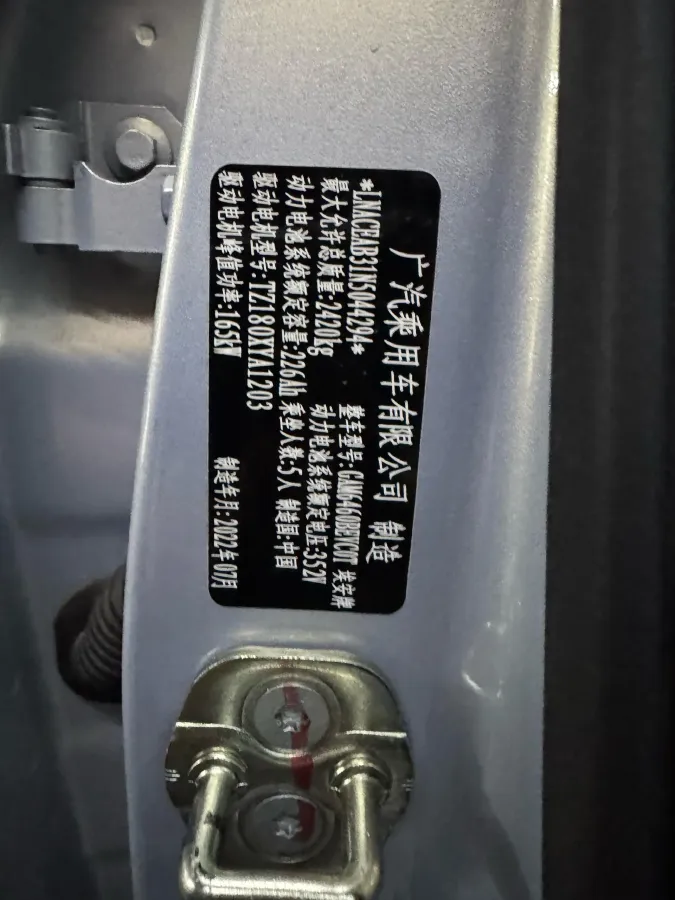 广汽乘用车有限公司 制造
*LNACEAB31N5044294* 整车型号:GAM6460BEVC0T 埃安牌
最大允许总质量:2420kg 动力电池系统额定电压:352V
动力电池系统额定容量:226Ah 乘坐人数:5人 制造国:中国
驱动电机型号:TZ180XYA1203
驱动电机峰值功率:165kW 制造年月:2022年07月